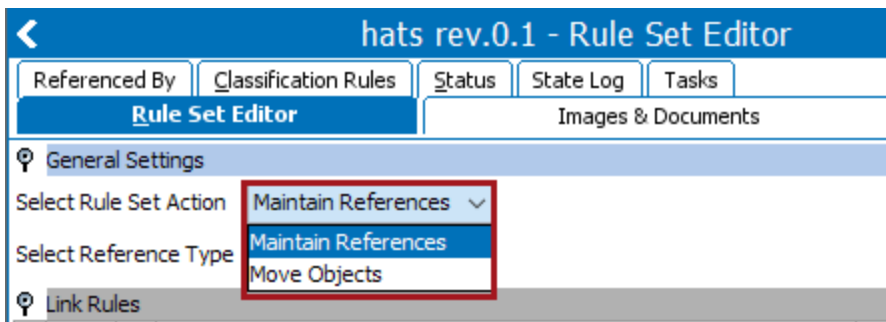 hats rev.0.1 - Rule Set Editor
Referenced By Classification Rules Status State Log Tasks
Rule Set Editor Images & Documents
General Settings
Select Rule Set Action Maintain References
Select Reference Type Maintain References
Move Objects
Link Rules